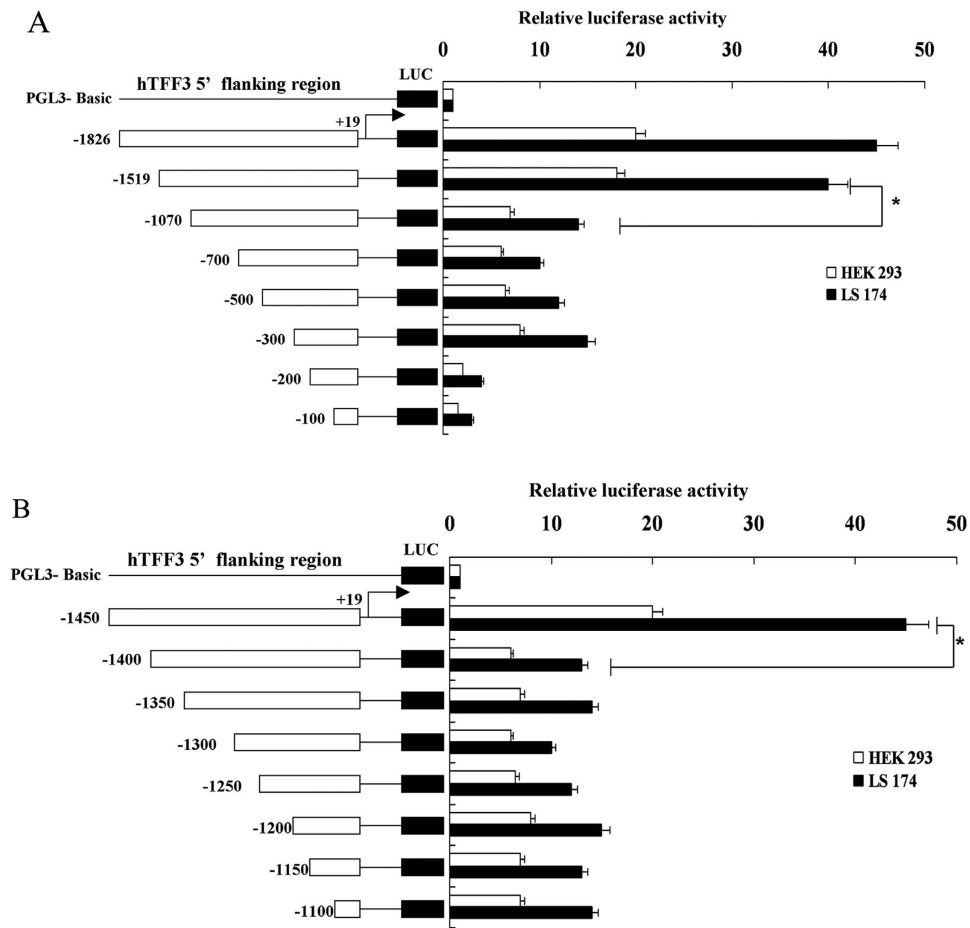 A
Relative luciferase activity
0 10 20 30 40 50
LUC
hTFF3 5’ flanking region
PGL3- Basic
+19
-1826
-1519
*
-1070
-700
HEK 293
-500
LS 174
-300
-200
-100
B
Relative luciferase activity
0 10 20 30 40 50
LUC
hTFF3 5’ flanking region
PGL3- Basic
+19
-1450
*
-1400
-1350
-1300
HEK 293
-1250
LS 174
-1200
-1150
-1100